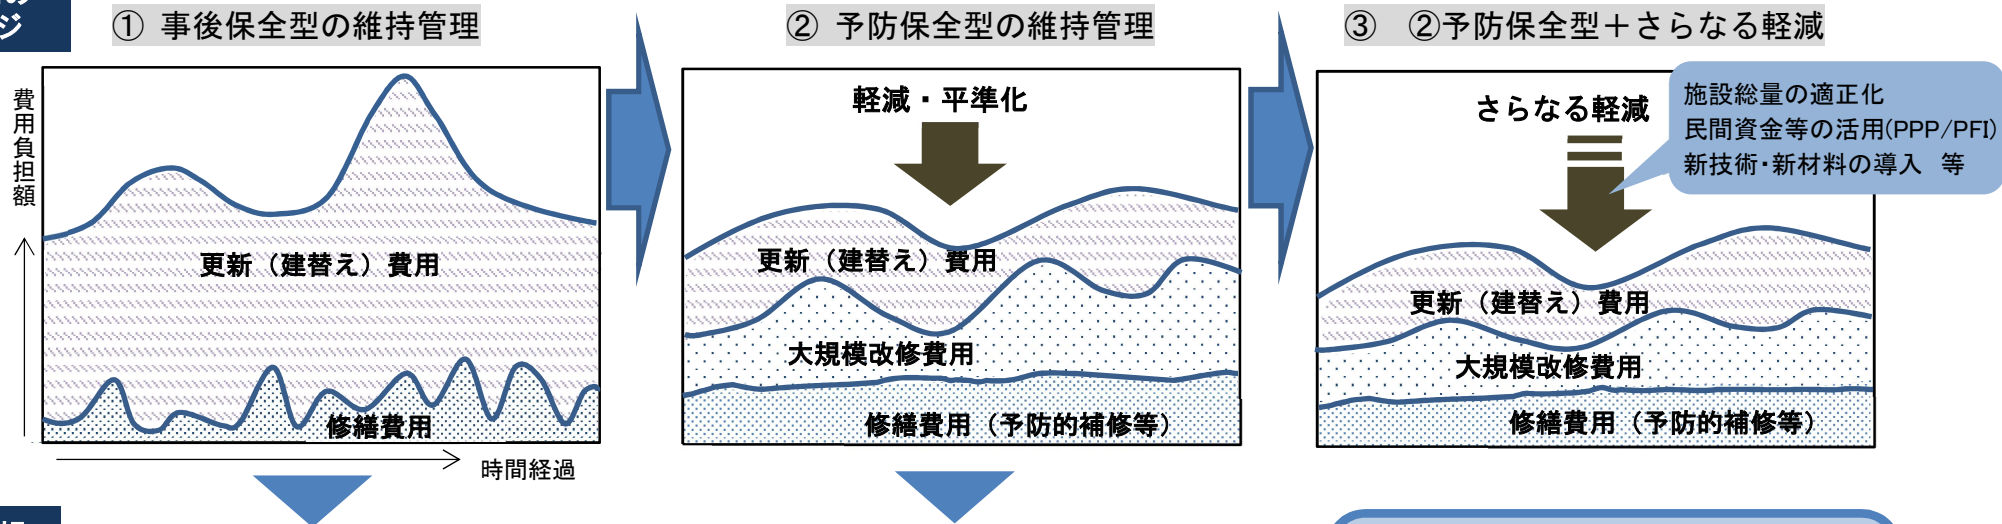 ジ
① 事後保全型の維持管理
② 予防保全型の維持管理
③ ②予防保全型＋さらなる軽減
費用負担額
更新（建替え）費用
修繕費用
時間経過
軽減・平準化
更新（建替え）費用
大規模改修費用
修繕費用（予防的補修等）
さらなる軽減
施設総量の適正化
民間資金等の活用(PPP/PFI)
新技術・新材料の導入 等
更新（建替え）費用
大規模改修費用
修繕費用（予防的補修等）